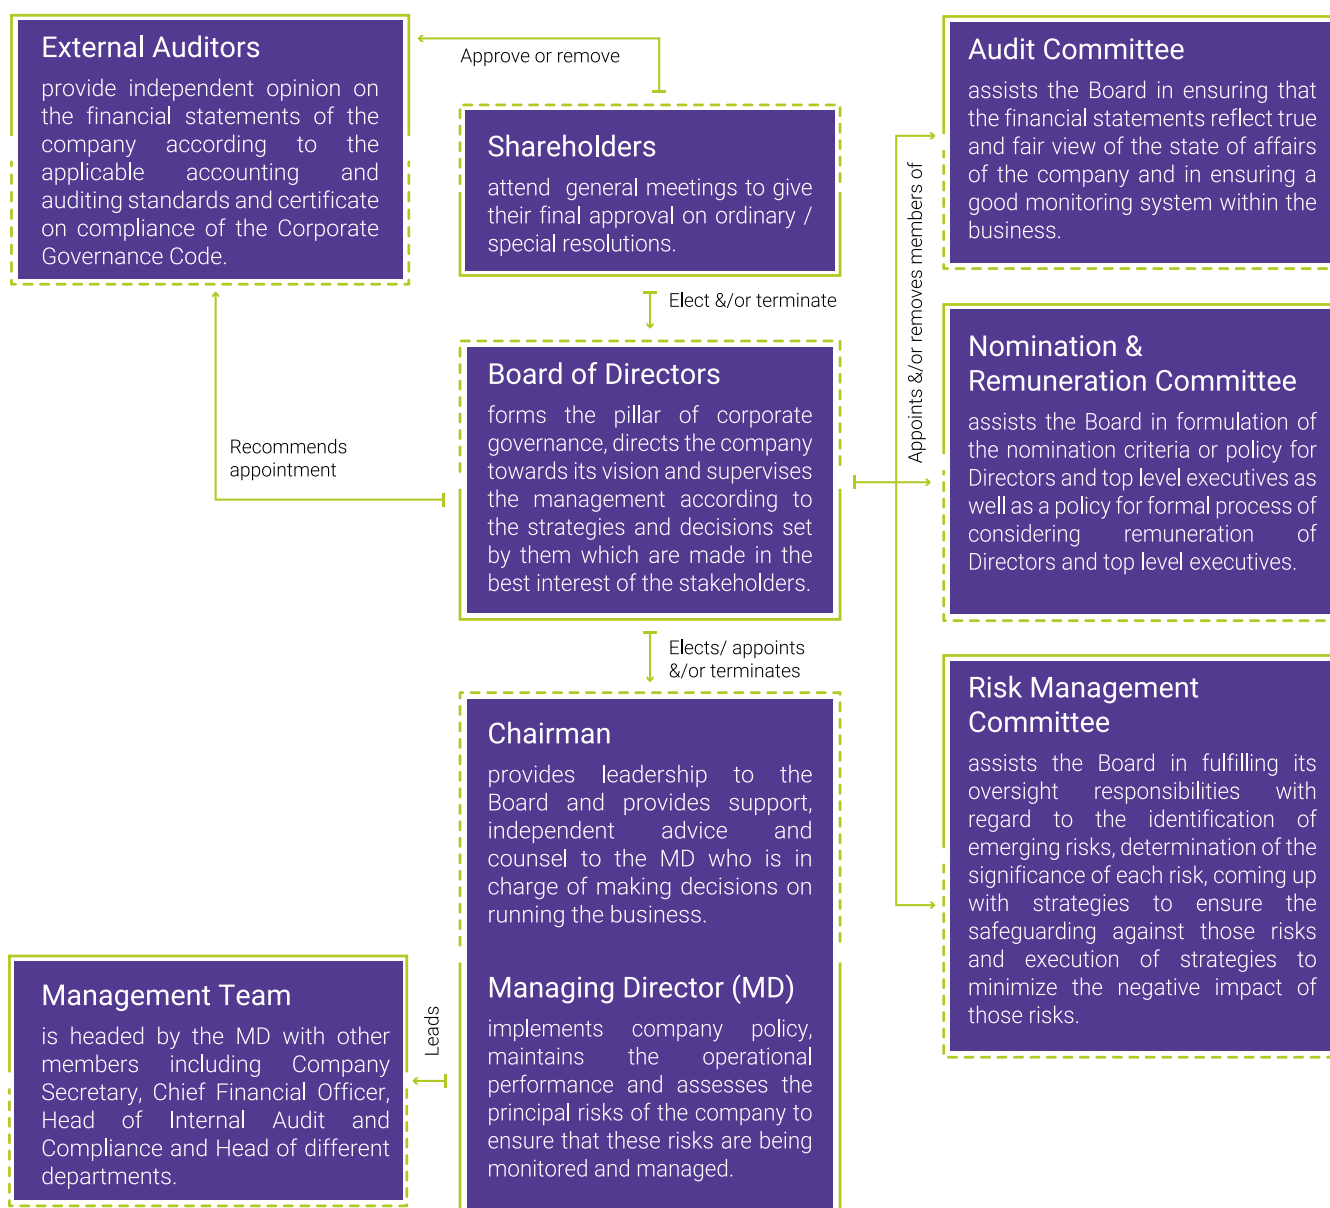 External Auditors
provide independent opinion on
the financial statements of the
company according to the
applicable accounting and
auditing standards and certificate
on compliance of the Corporate
Governance Code.
Approve or remove
Shareholders
attend general meetings to give
their final approval on ordinary /
special resolutions.
Elect &/or terminate
Board of Directors
forms the pillar of corporate
governance, directs the company
towards its vision and supervises
the management according to
the strategies and decisions set
by them which are made in the
best interest of the stakeholders.
Recommends
appointment
Elects/ appoints
&/or terminates
Chairman
provides leadership to the
Board and provides support,
independent advice and
counsel to the MD who is in
charge of making decisions on
running the business.
Managing Director (MD)
implements company policy,
maintains the operational
performance and assesses the
principal risks of the company to
ensure that these risks are being
monitored and managed.
Leads
Management Team
is headed by the MD with other
members including Company
Secretary, Chief Financial Officer,
Head of Internal Audit and
Compliance and Head of different
departments.
Appoints &/or removes members of
Audit Committee
assists the Board in ensuring that
the financial statements reflect true
and fair view of the state of affairs
of the company and in ensuring a
good monitoring system within the
business.
Nomination &
Remuneration Committee
assists the Board in formulation of
the nomination criteria or policy for
Directors and top level executives as
well as a policy for formal process of
considering remuneration of
Directors and top level executives.
Risk Management
Committee
assists the Board in fulfilling its
oversight responsibilities with
regard to the identification of
emerging risks, determination of the
significance of each risk, coming up
with strategies to ensure the
safeguarding against those risks
and execution of strategies to
minimize the negative impact of
those risks.